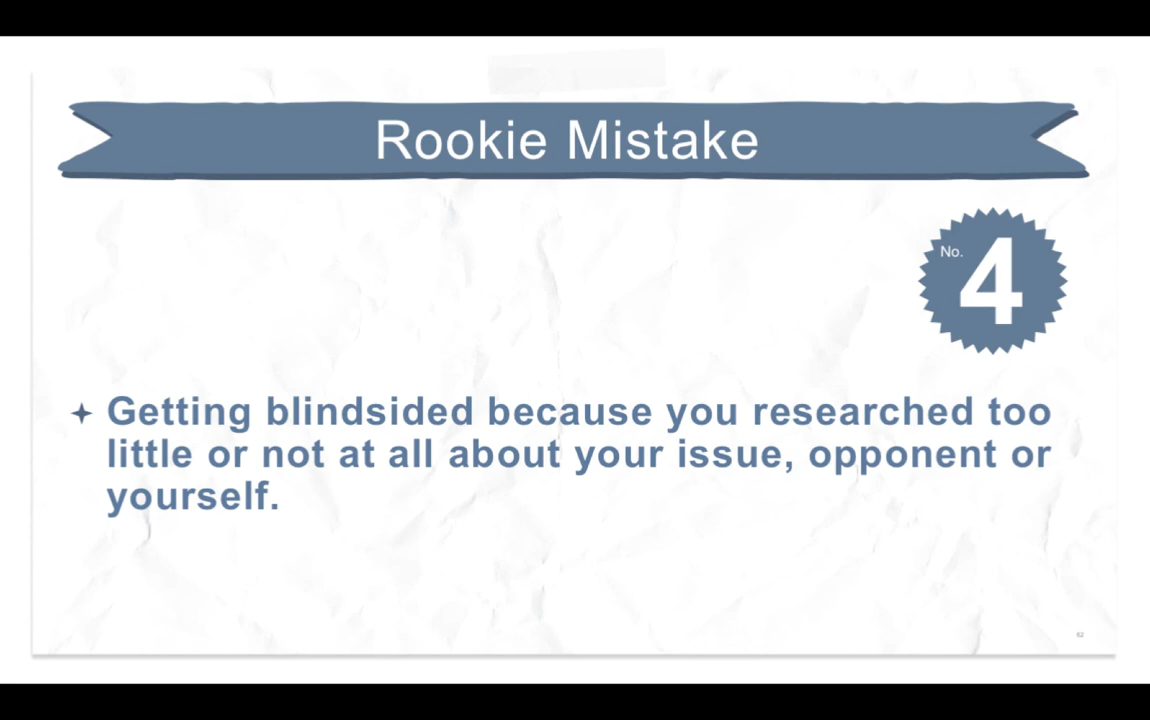 Rookie Mistake
No. 4
Getting blindsided because you researched too
little or not at all about your issue, opponent or
yourself.
62